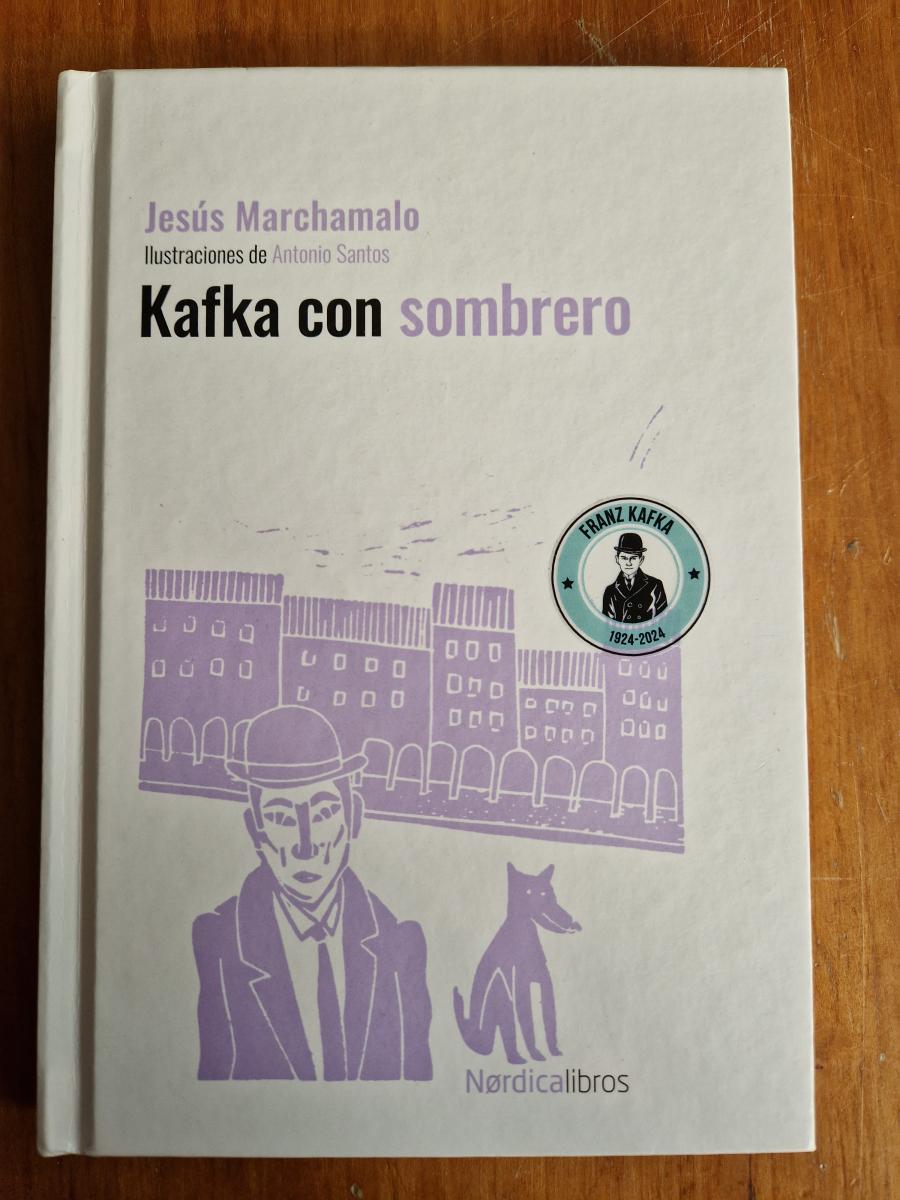 Jesús Marchamalo
Ilustraciones de Antonio Santos
Kafka con sombrero
FRANZ KAFKA
1924-2024
Nørdicalibros